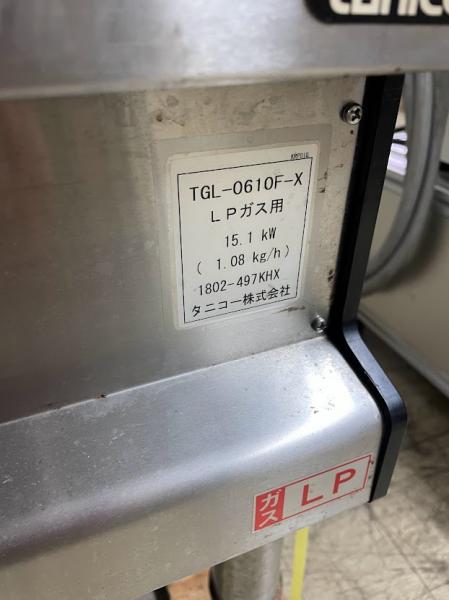 TGL-0610F-X
LPガス用
15.1 kW
( 1.08 kg/h)
1802-497KHX
タニコー株式会社
ガス LP